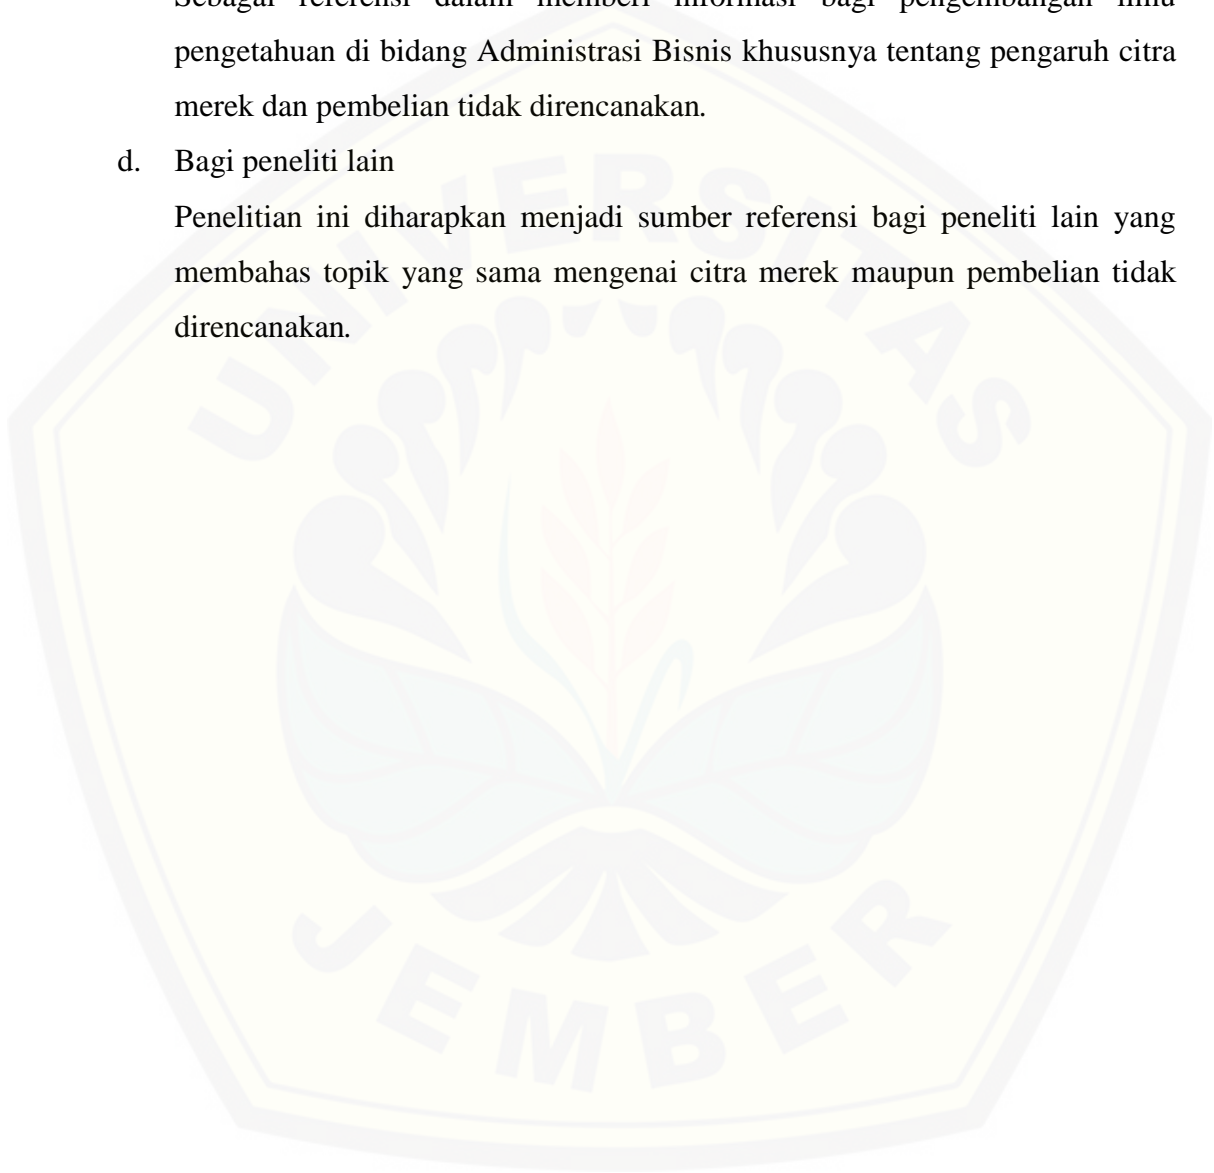 Sebagai referensi dalam memberi informasi bagi pengembangan ilmu
pengetahuan di bidang Administrasi Bisnis khususnya tentang pengaruh citra
merek dan pembelian tidak direncanakan.
d. Bagi peneliti lain
Penelitian ini diharapkan menjadi sumber referensi bagi peneliti lain yang
membahas topik yang sama mengenai citra merek maupun pembelian tidak
direncanakan.
UNIVERSITAS
JEMBER